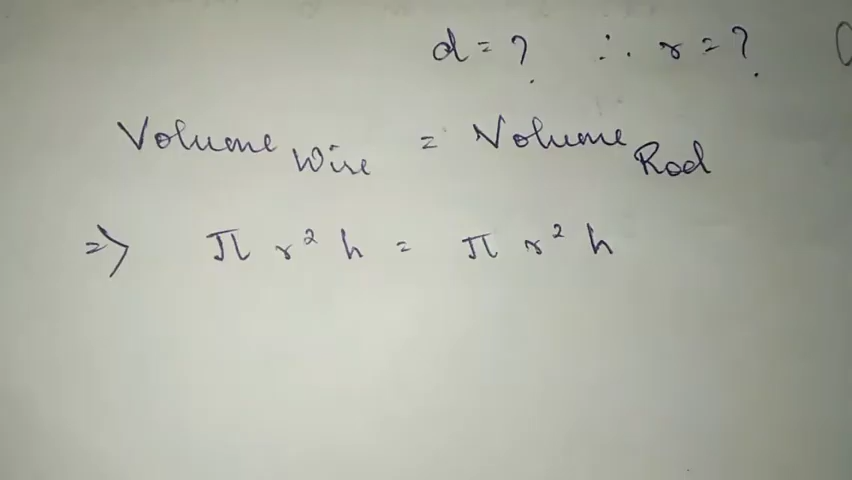 d = ? ∴ r = ?
Volume Wire = Volume Rod
=> π r² h = π r² h